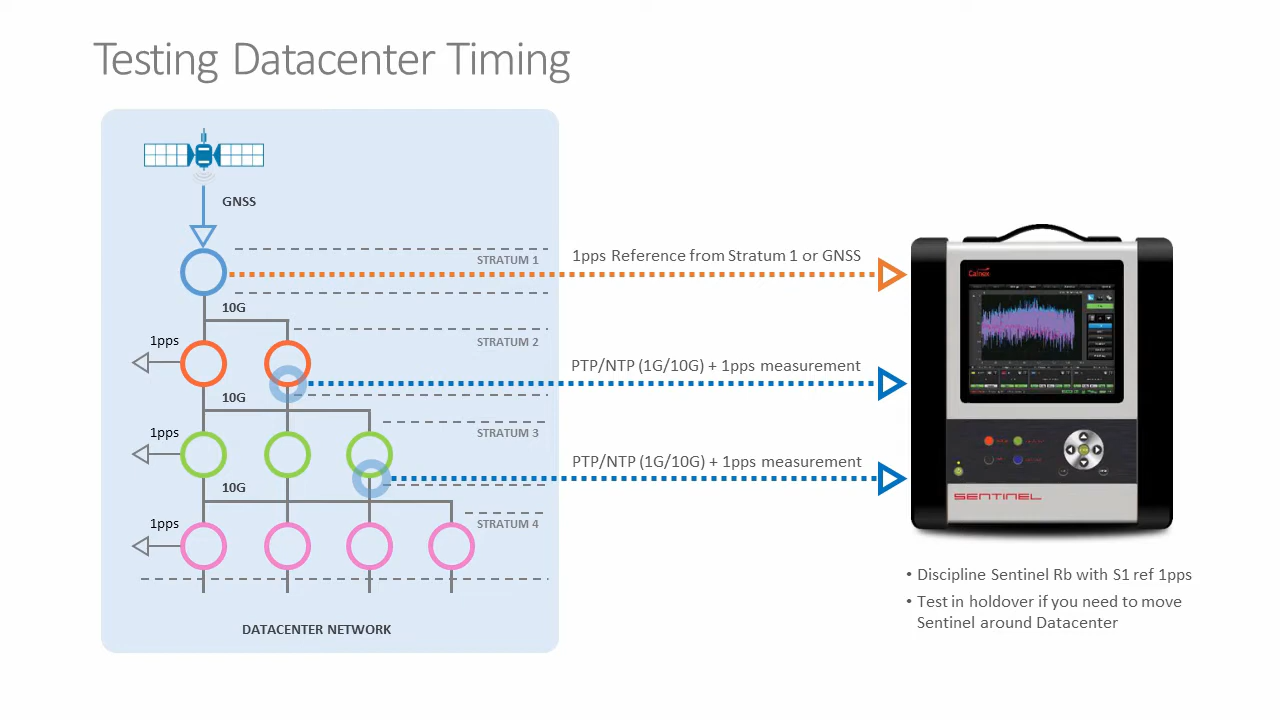 Testing Datacenter Timing
GNSS
STRATUM 1
1pps Reference from Stratum 1 or GNSS
10G
1pps
STRATUM 2
PTP/NTP (1G/10G) + 1pps measurement
10G
1pps
STRATUM 3
PTP/NTP (1G/10G) + 1pps measurement
10G
1pps
STRATUM 4
DATACENTER NETWORK
Calnex
SENTINEL
• Discipline Sentinel Rb with S1 ref 1pps
• Test in holdover if you need to move
Sentinel around Datacenter